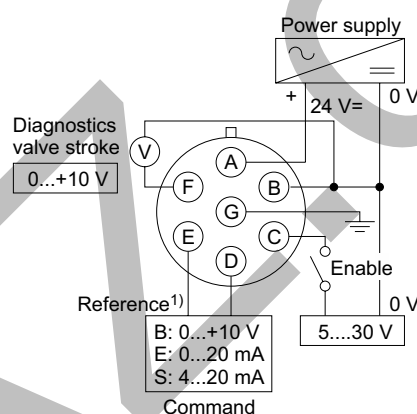 Power supply
+
24 V=
0 V
Diagnostics
valve stroke
0...+10 V
V
A
F
B
G
E
C
D
Enable
Reference1)
0 V
B: 0...+10 V
E: 0...20 mA
S: 4...20 mA
5....30 V
Command